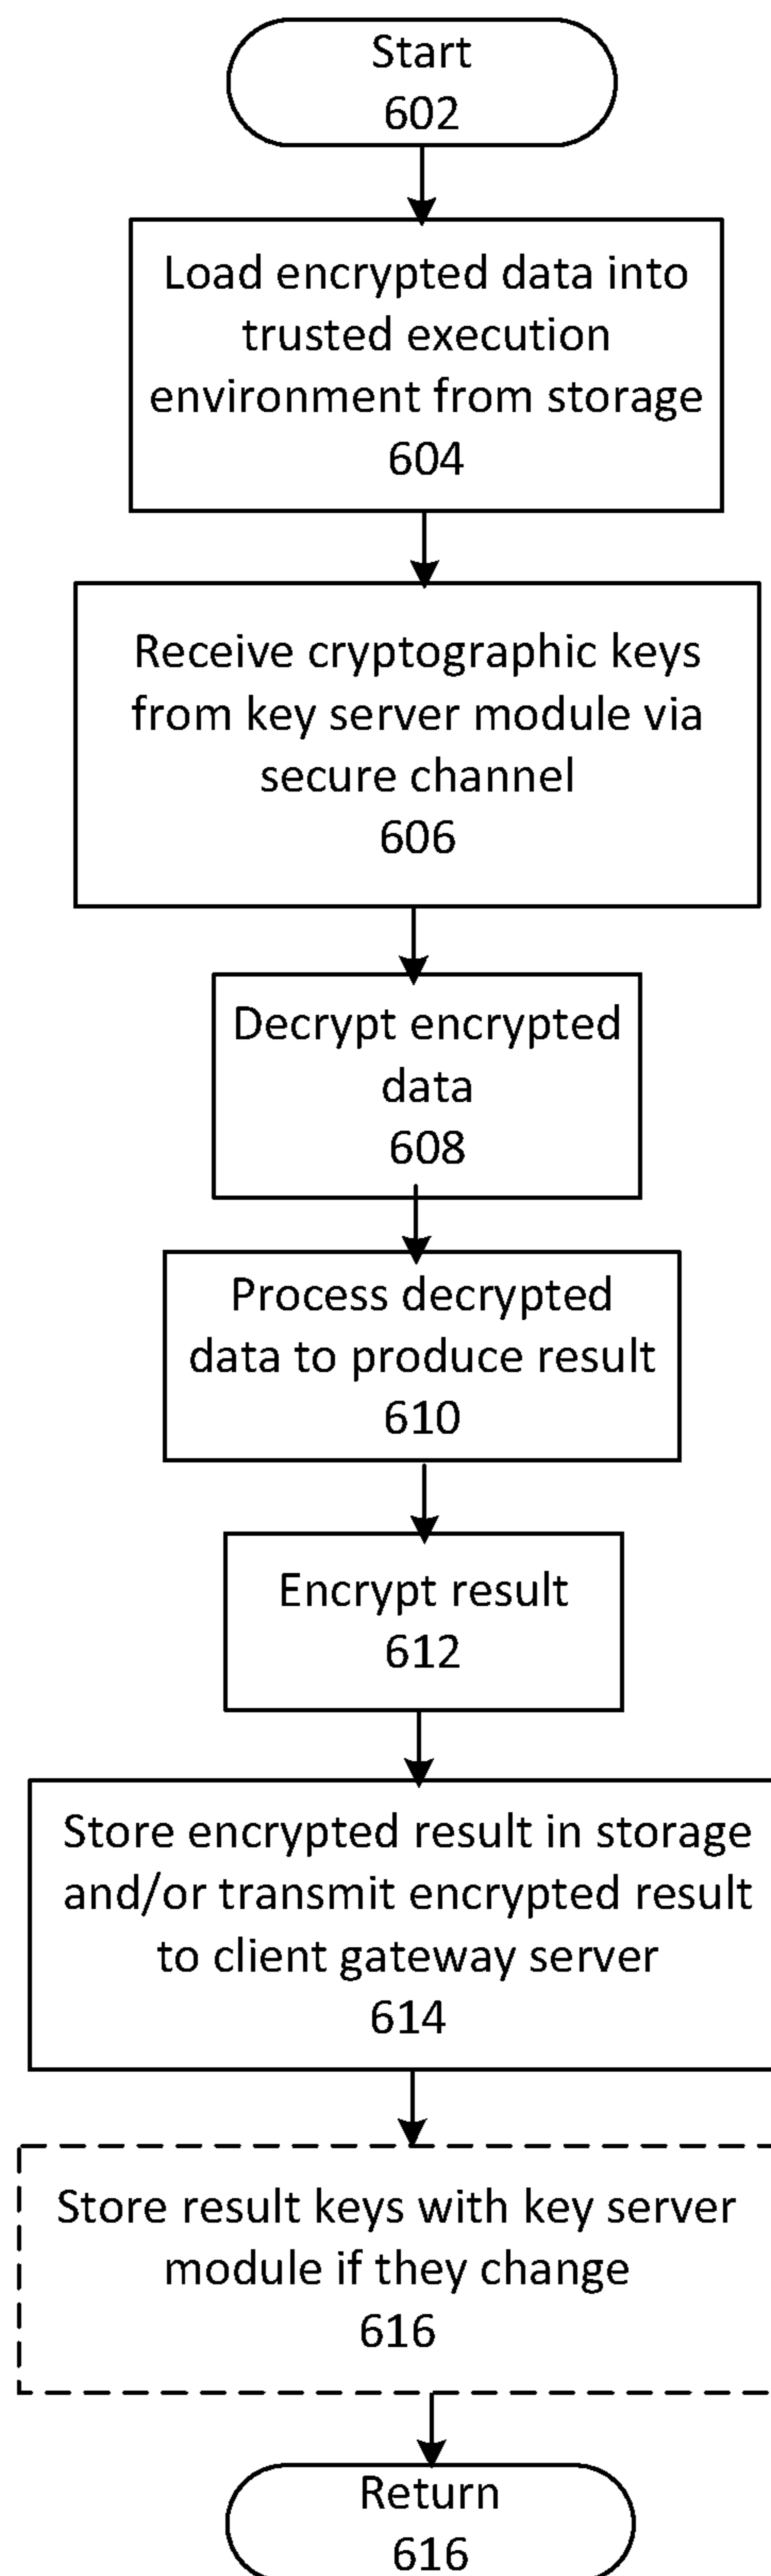 Start
602
Load encrypted data into
trusted execution
environment from storage
604
Receive cryptographic keys
from key server module via
secure channel
606
Decrypt encrypted
data
608
Process decrypted
data to produce result
610
Encrypt result
612
Store encrypted result in storage
and/or transmit encrypted result
to client gateway server
614
Store result keys with key server
module if they change
616
Return
616